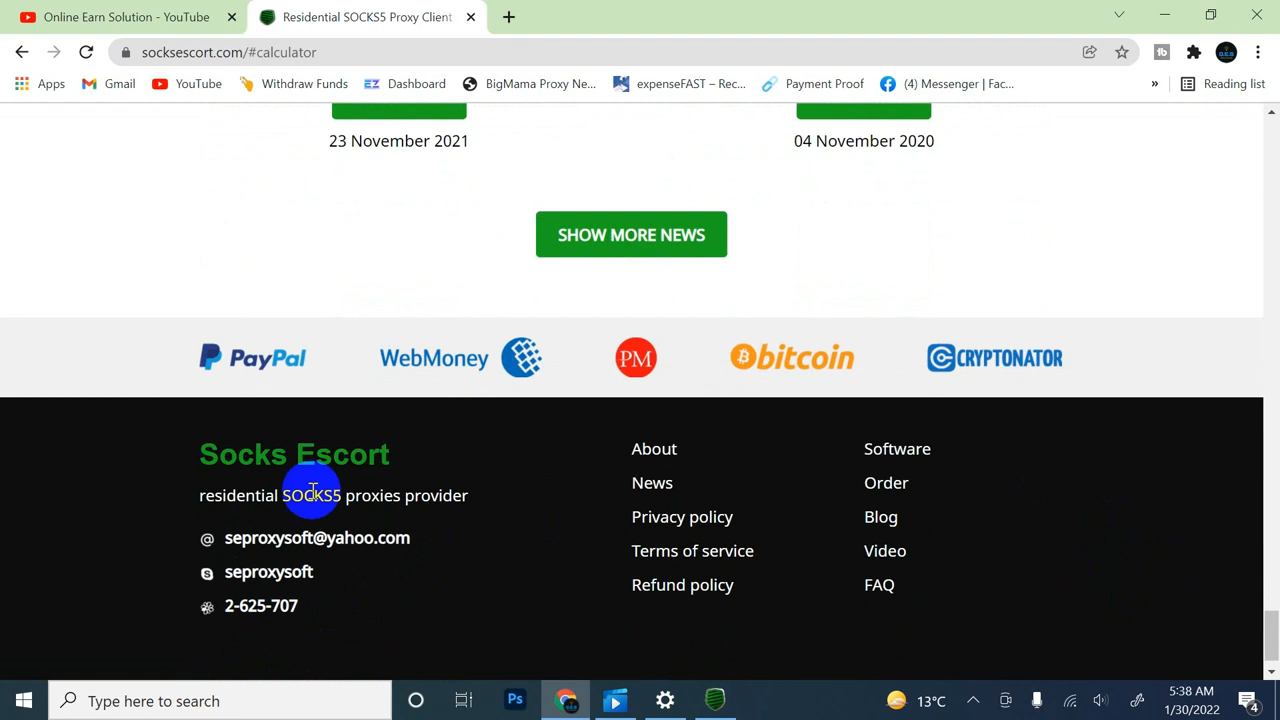 Online Earn Solution - YouTube
Residential SOCKS5 Proxy Client
socksescort.com/#calculator
Apps
Gmail
YouTube
Withdraw Funds
EZ
Dashboard
BigMama Proxy Ne...
expenseFAST – Rec...
Payment Proof
(4) Messenger | Fac...
»
Reading list
23 November 2021
04 November 2020
SHOW MORE NEWS
PayPal
WebMoney
PM
bitcoin
CRYPTONATOR
Socks Escort
residential SOCKS5 proxies provider
@ seproxysoft@yahoo.com
seproxysoft
2-625-707
About
News
Privacy policy
Terms of service
Refund policy
Software
Order
Blog
Video
FAQ
Type here to search
Ps
13°C
5:38 AM
1/30/2022
4